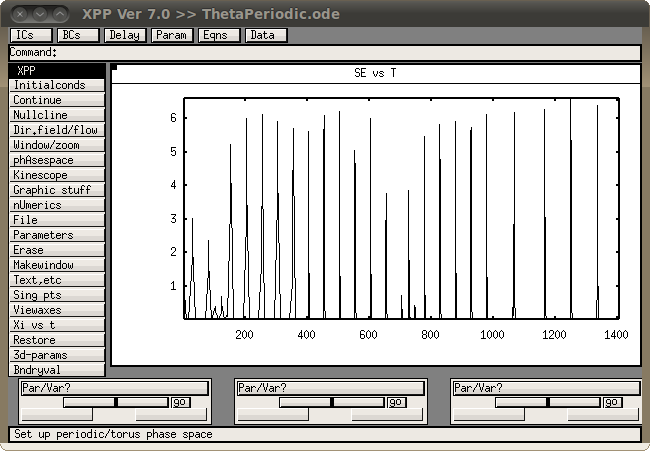 XPP Ver 7.0 >> ThetaPeriodic.ode
ICs BCs Delay Param Eqns Data
Command:
XPP
Initialconds
Continue
Nullcline
Dir.field/flow
Window/zoom
phAsespace
Kinescope
Graphic stuff
nUmerics
File
Parameters
Erase
Makewindow
Text,etc
Sing pts
Viewaxes
Xi vs t
Restore
3d-params
Bndryval
SE vs T
6
5
4
3
2
1
200 400 600 800 1000 1200 1400
Par/Var? Par/Var? Par/Var?
go go go
Set up periodic/torus phase space